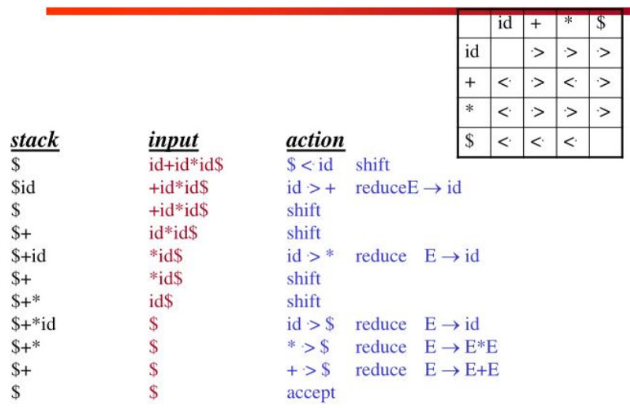 id + * $
id ·> ·> ·>
+ <· ·> <· ·>
* <· ·> ·> ·>
$ <· <· <·
stack input action
$ id+id*id$ $ <· id shift
$id +id*id$ id ·> + reduceE → id
$ +id*id$ shift
$+ id*id$ shift
$+id *id$ id ·> * reduce E → id
$+ *id$ shift
$+* id$ shift
$+*id $ id ·> $ reduce E → id
$+* $ * ·> $ reduce E → E*E
$+ $ + ·> $ reduce E → E+E
$ $ accept